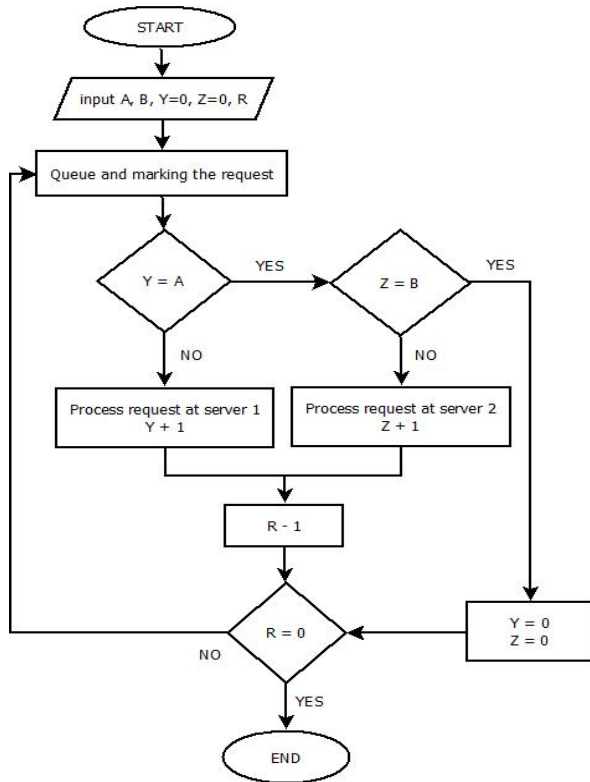 START
input A, B, Y=0, Z=0, R
Queue and marking the request
Y = A
YES
Z = B
YES
NO
NO
Process request at server 1
Y + 1
Process request at server 2
Z + 1
R - 1
R = 0
NO
Y = 0
Z = 0
YES
END